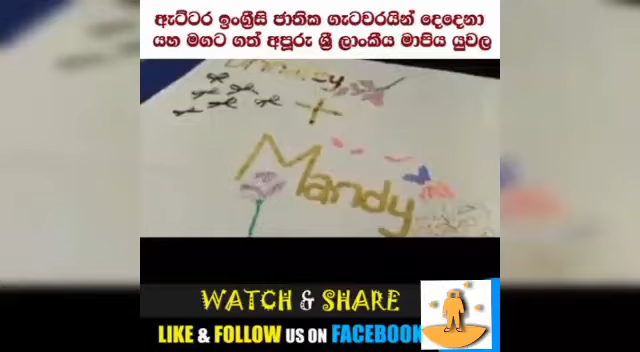 ඇට්ටර ඉංග්‍රීසි ජාතික ගැටවරයින් දෙදෙනා
යහ මගට ගත් අපූරු ශ්‍රී ලාංකීය මාපිය යුවල
+
Mandy
WATCH & SHARE
LIKE & FOLLOW US ON FACEBOOK